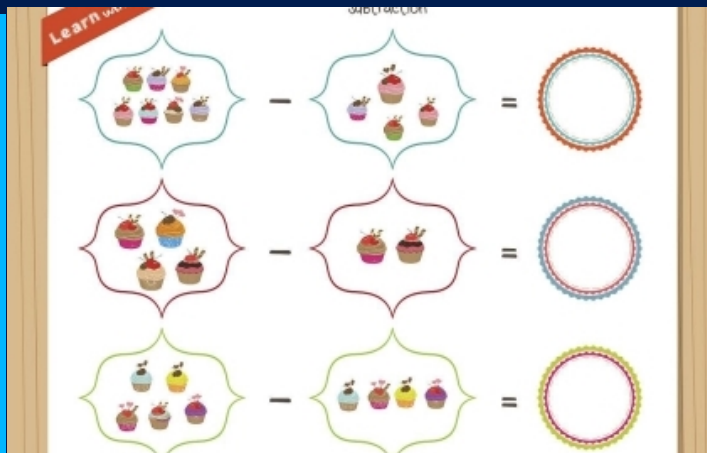 subtraction
Learn
- =
- =
- =